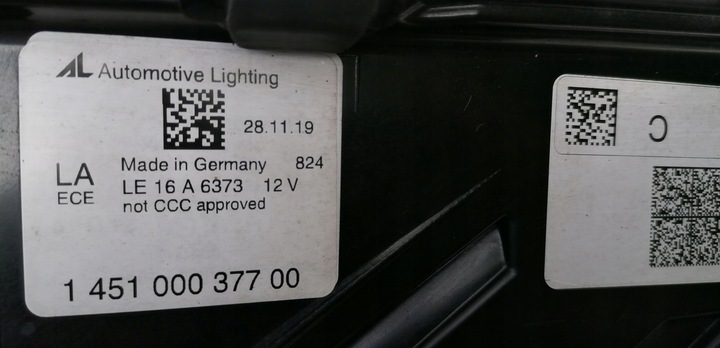 AL Automotive Lighting
28.11.19
Made in Germany 824
LA LE 16 A 6373 12 V
ECE not CCC approved
1 451 000 377 00
C